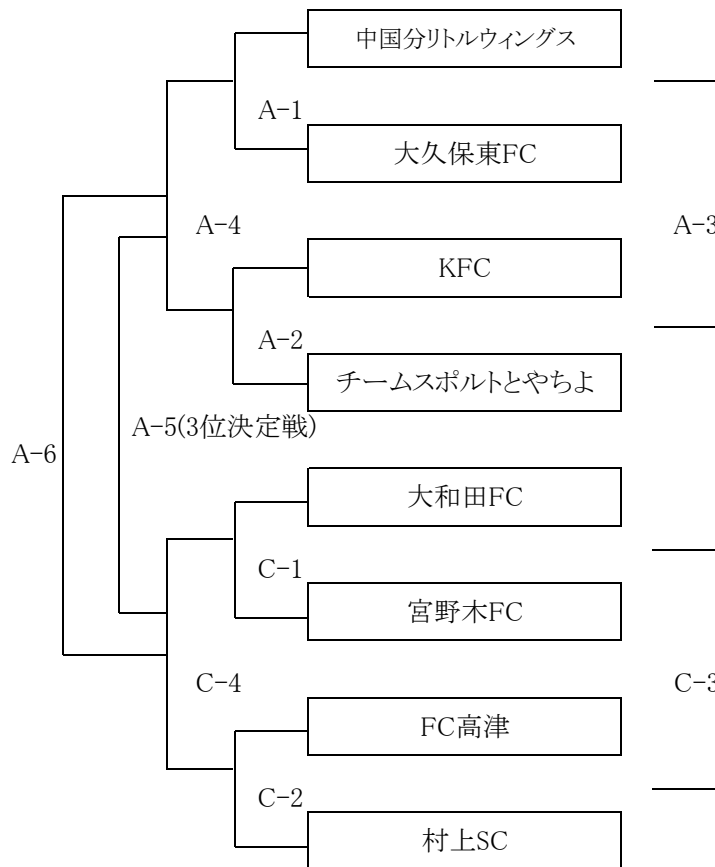 中国分リトルウィングス
A-1
大久保東FC
A-4
A-3
KFC
A-2
チームスポルトとやちよ
A-5(3位決定戦)
A-6
大和田FC
C-1
宮野木FC
C-4
C-3
FC高津
C-2
村上SC